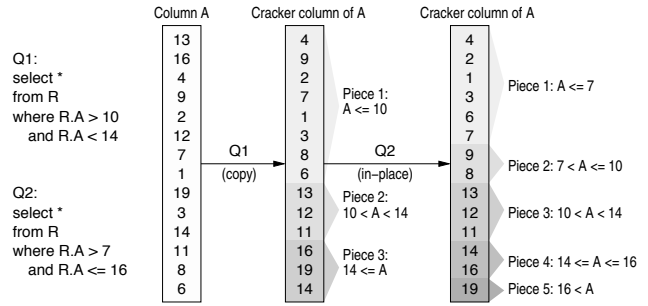 Column A
Cracker column of A
Cracker column of A
Q1:
select *
from R
where R.A > 10
and R.A < 14
Q2:
select *
from R
where R.A > 7
and R.A <= 16
13
16
4
9
2
12
7
1
19
3
14
11
8
6
Q1
(copy)
4
9
2
7
1
3
8
6
13
12
11
16
19
14
Piece 1:
A <= 10
Piece 2:
10 < A < 14
Piece 3:
14 <= A
Q2
(in-place)
4
2
1
3
6
7
9
8
13
12
11
14
16
19
Piece 1: A <= 7
Piece 2: 7 < A <= 10
Piece 3: 10 < A < 14
Piece 4: 14 <= A <= 16
Piece 5: 16 < A